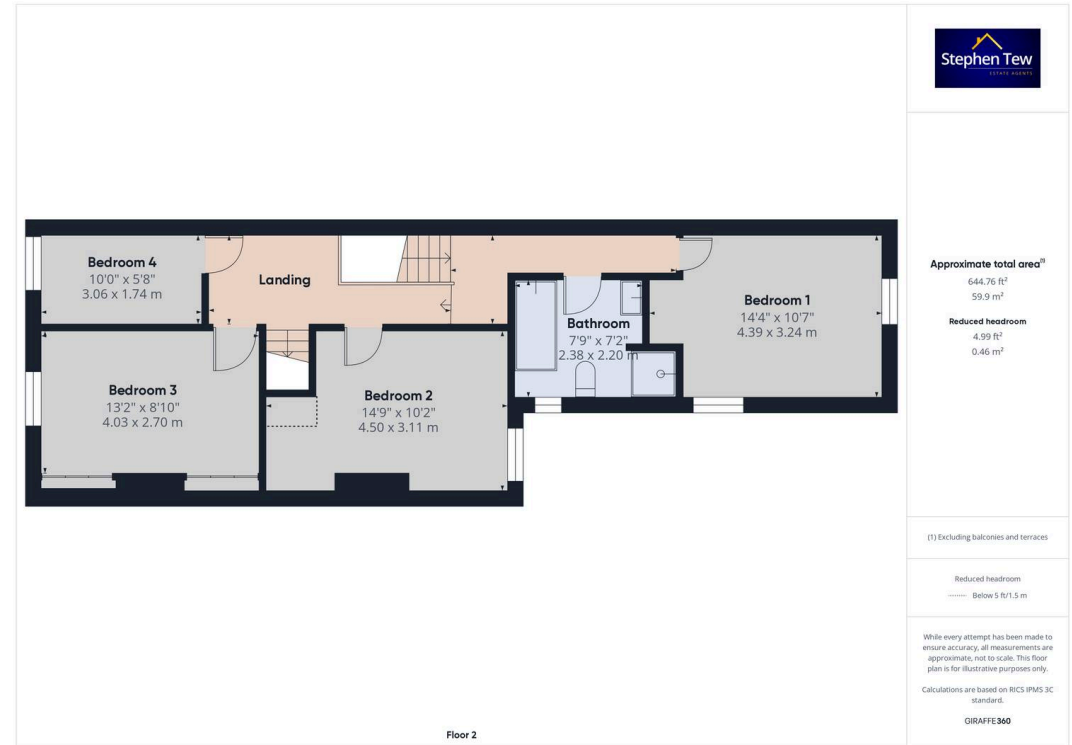 Stephen Tew
ESTATE AGENTS
Bedroom 4
10'0" x 5'8"
3.06 x 1.74 m
Landing
Bedroom 1
14'4" x 10'7"
4.39 x 3.24 m
Bathroom
7'9" x 7'2"
2.38 x 2.20 m
Bedroom 3
13'2" x 8'10"
4.03 x 2.70 m
Bedroom 2
14'9" x 10'2"
4.50 x 3.11 m
Floor 2
Approximate total area⁽¹⁾
644.76 ft²
59.9 m²
Reduced headroom
4.99 ft²
0.46 m²
(1) Excluding balconies and terraces
Reduced headroom
Below 5 ft/1.5 m
While every attempt has been made to
ensure accuracy, all measurements are
approximate, not to scale. This floor
plan is for illustrative purposes only.
Calculations are based on RICS IPMS 3C
standard.
GIRAFFE360